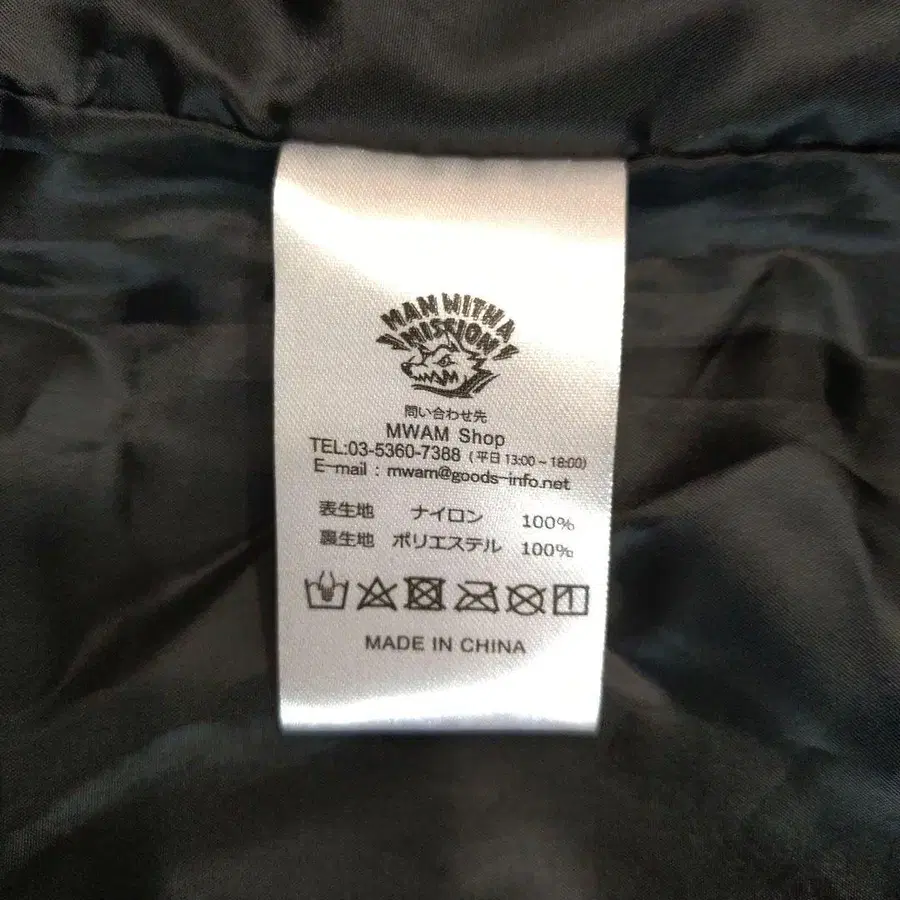 MAN WITH A
MISSION
問い合わせ先
MWAM Shop
TEL:03-5360-7388 (平日 13:00~18:00)
E-mail : mwam@goods-info.net
表生地 ナイロン 100%
裏生地 ポリエステル 100%
MADE IN CHINA